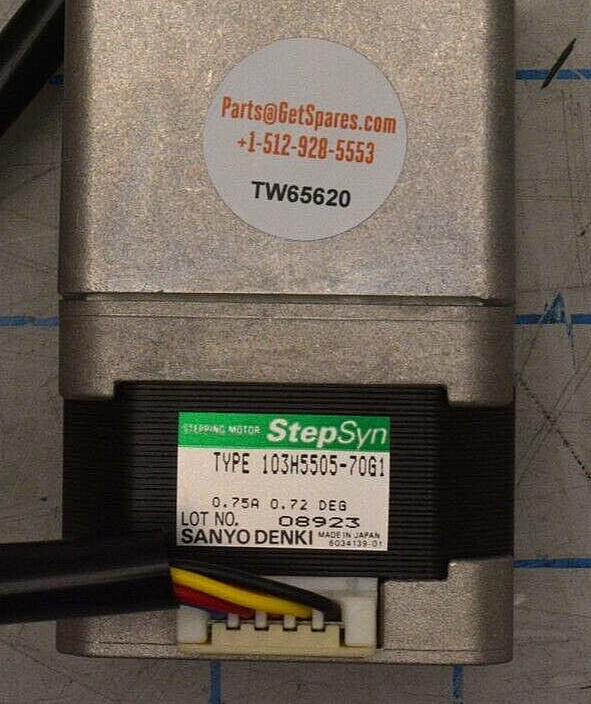 Parts@GetSpares.com
+1-512-928-5553
TW65620
STEPPING MOTOR StepSyn
TYPE 103H5505-70G1
0.75A 0.72 DEG
LOT NO. 08923
SANYO DENKI MADE IN JAPAN
6034139-01